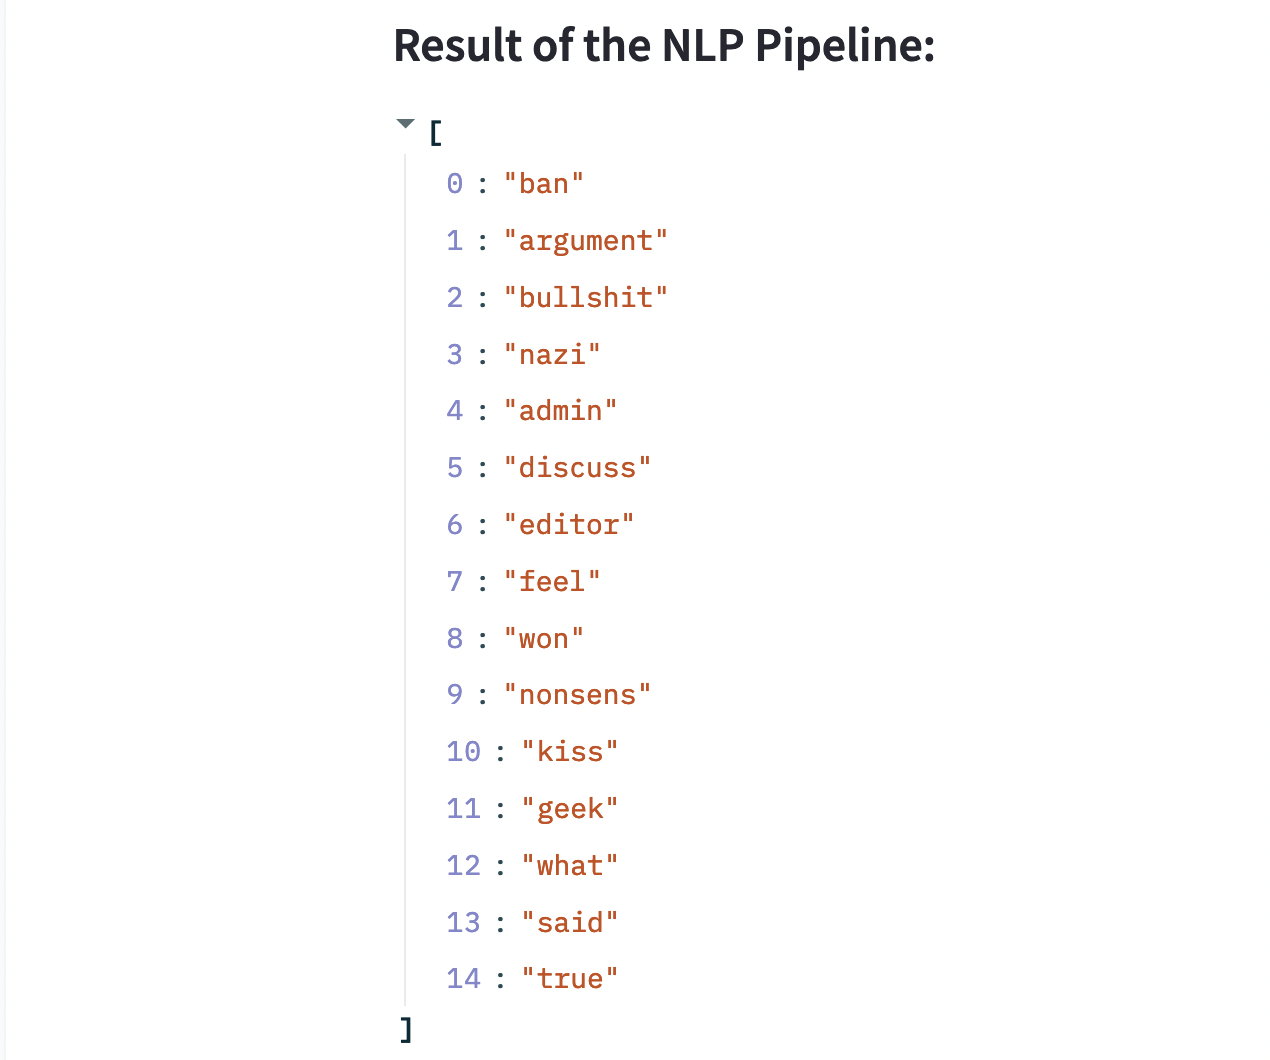 Result of the NLP Pipeline:
[
0 : "ban"
1 : "argument"
2 : "bullshit"
3 : "nazi"
4 : "admin"
5 : "discuss"
6 : "editor"
7 : "feel"
8 : "won"
9 : "nonsens"
10 : "kiss"
11 : "geek"
12 : "what"
13 : "said"
14 : "true"
]